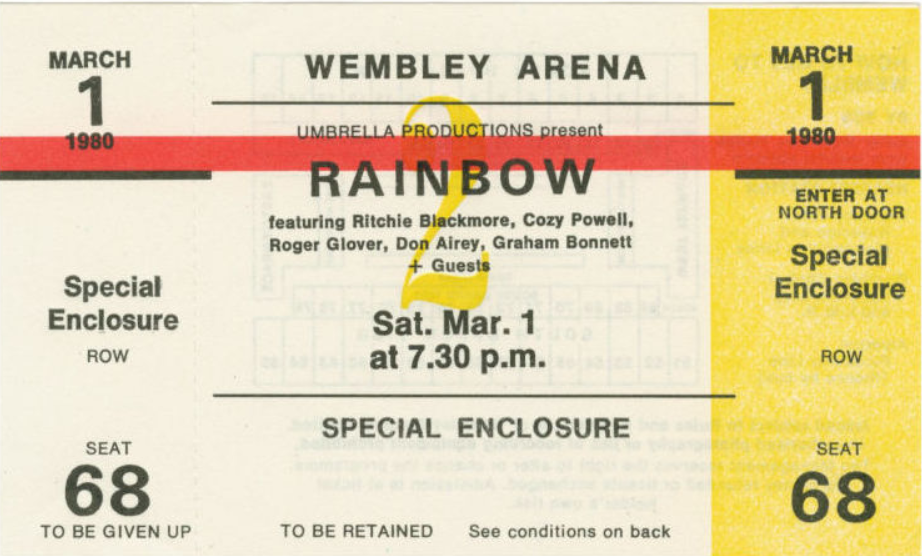 MARCH
1
1980
Special
Enclosure
ROW
SEAT
68
TO BE GIVEN UP
WEMBLEY ARENA
2
UMBRELLA PRODUCTIONS present
RAINBOW
featuring Ritchie Blackmore, Cozy Powell,
Roger Glover, Don Airey, Graham Bonnett
+ Guests
Sat. Mar. 1
at 7.30 p.m.
SPECIAL ENCLOSURE
TO BE RETAINED See conditions on back
MARCH
1
1980
ENTER AT
NORTH DOOR
Special
Enclosure
ROW
SEAT
68